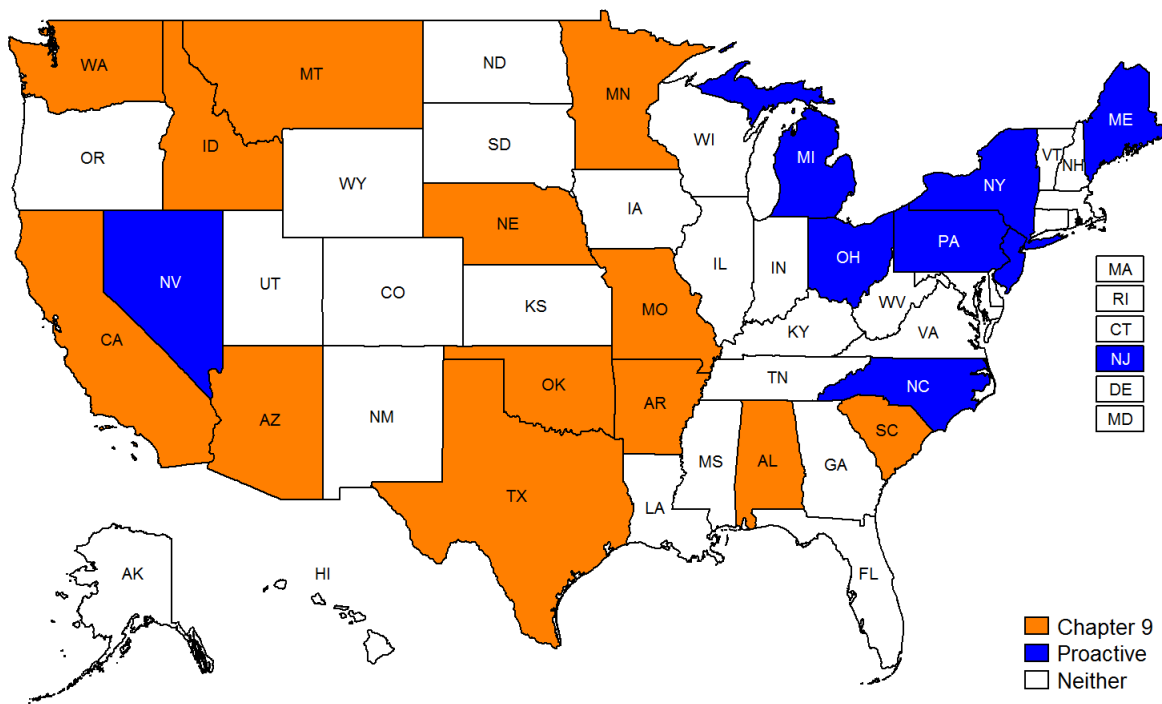 WA
MT
ND
MN
ME
OR
ID
SD
WI
MI
VT
NH
NY
WY
IA
NE
PA
NV
UT
CO
IL
IN
OH
KS
MO
WV
VA
KY
CA
MA
RI
CT
NJ
DE
MD
TN
NC
OK
AR
AZ
NM
SC
MS
AL
GA
TX
LA
AK
HI
FL
Chapter 9
Proactive
Neither